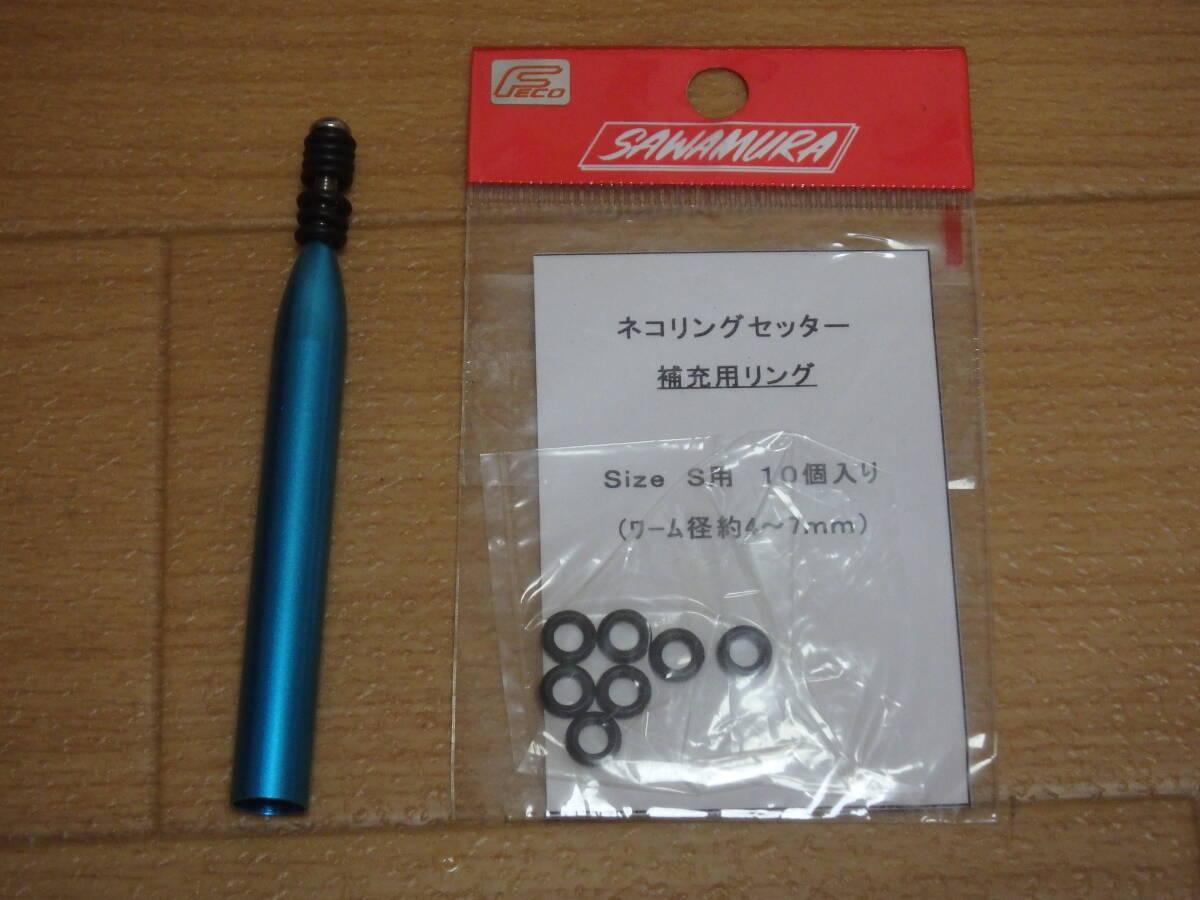 FSECO
SAWAMURA
ネコリングセッター
補充用リング
Size S用 10個入り
(ワーム径約4~7mm)